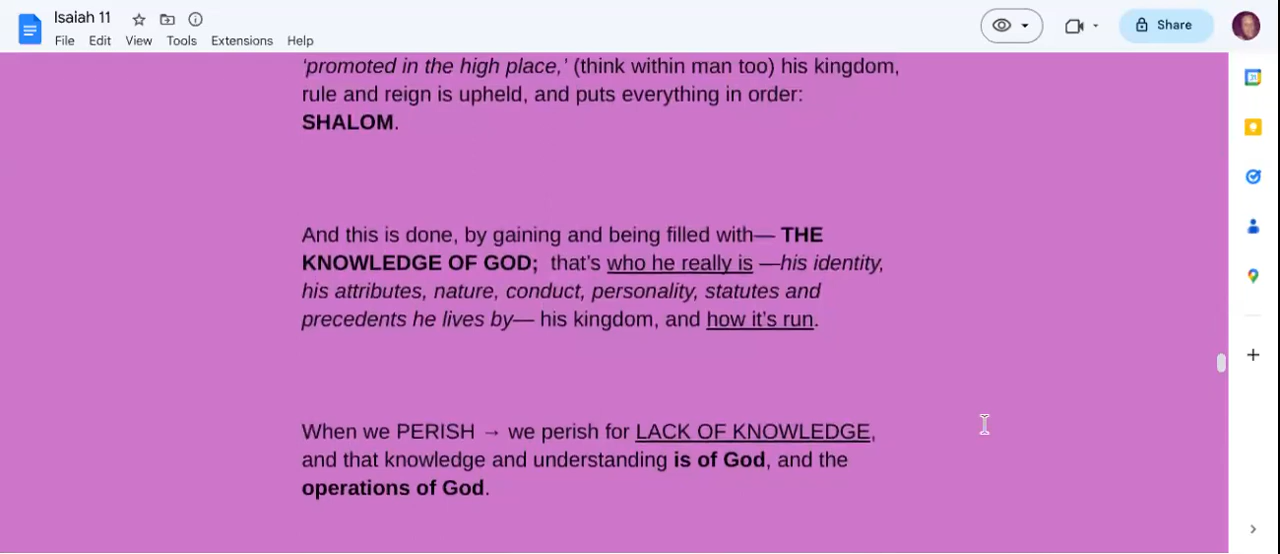 Isaiah 11
File Edit View Tools Extensions Help
Share
‘promoted in the high place,’ (think within man too) his kingdom,
rule and reign is upheld, and puts everything in order:
SHALOM.
And this is done, by gaining and being filled with— THE
KNOWLEDGE OF GOD;  that’s who he really is —his identity,
his attributes, nature, conduct, personality, statutes and
precedents he lives by— his kingdom, and how it’s run.
When we PERISH → we perish for LACK OF KNOWLEDGE,
and that knowledge and understanding is of God, and the
operations of God.